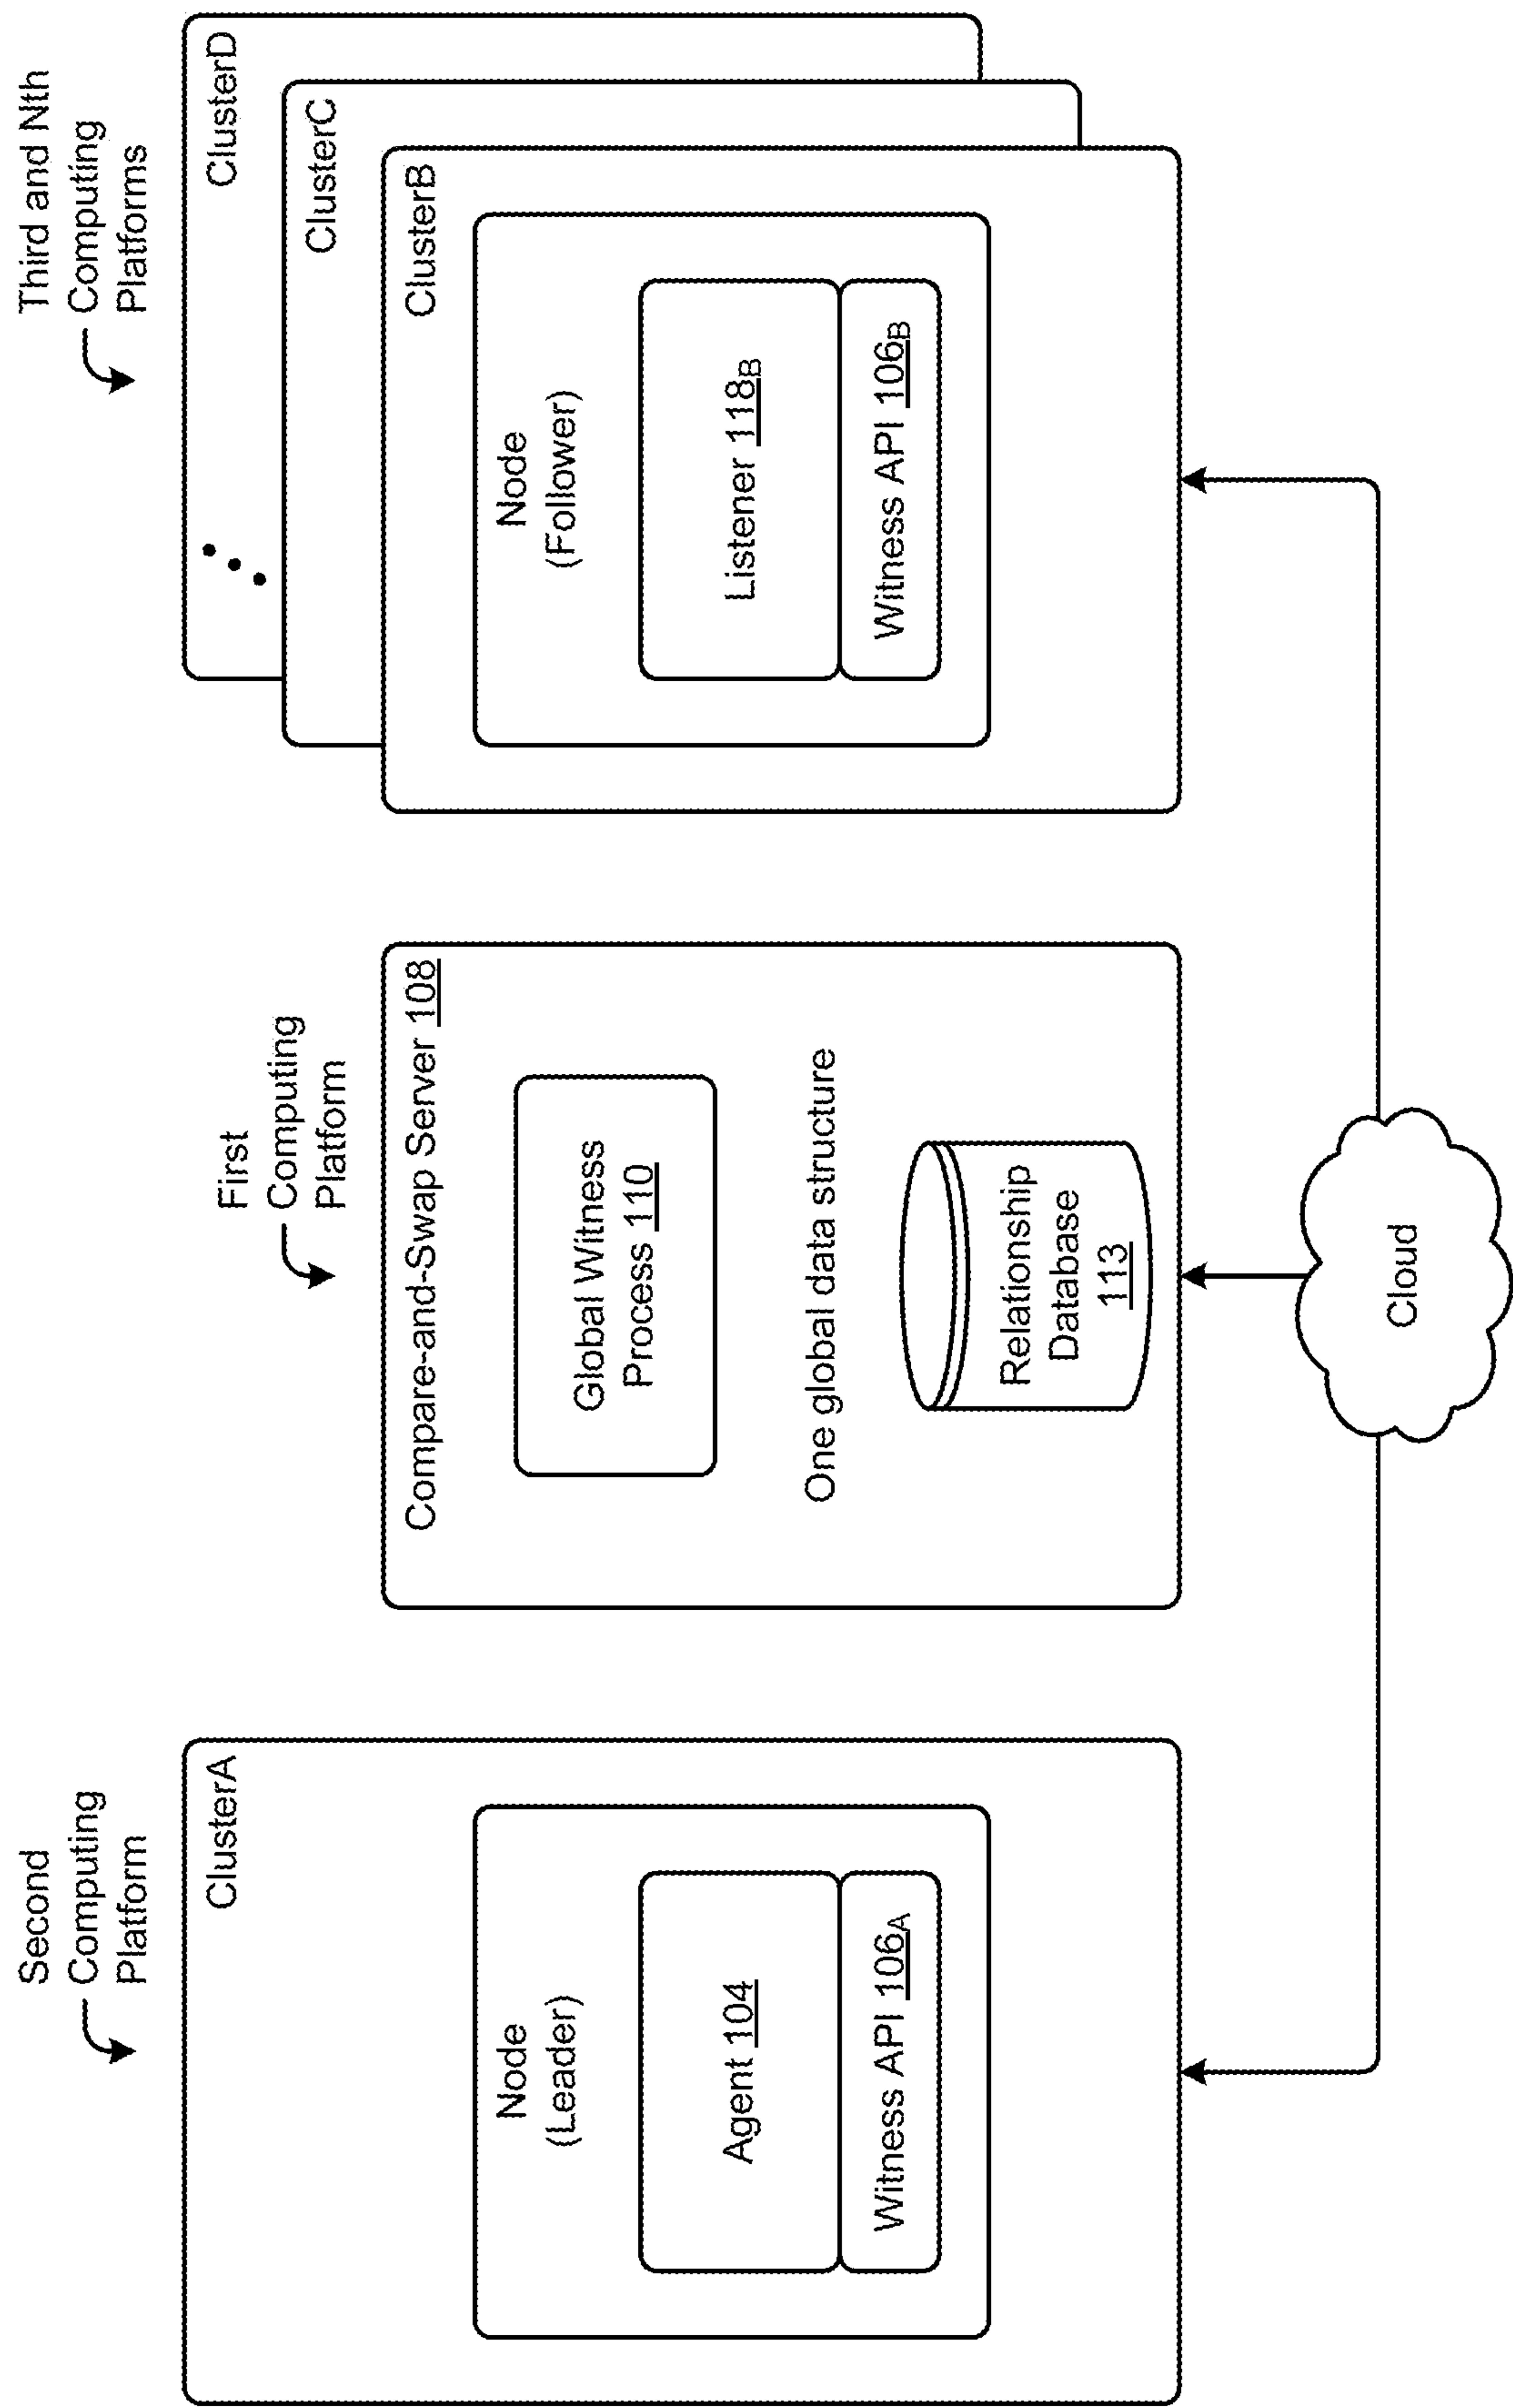 Second
Computing
Platform
ClusterA
Node
(Leader)
Agent 104
Witness API 106A
First
Computing
Platform
Compare-and-Swap Server 108
Global Witness
Process 110
One global data structure
Relationship
Database
113
Third and Nth
Computing
Platforms
ClusterD
ClusterC
ClusterB
Node
(Follower)
Listener 118B
Witness API 106B
Cloud